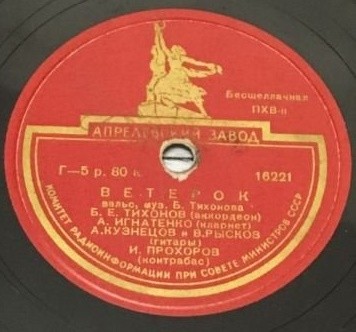 Бесшеллачная
ПХВ-п
АПРЕЛЕВСКИЙ ЗАВОД
Г—5 р. 80 к.
16221
ВЕТЕРОК
вальс, муз. Б. Тихонова
Б. Е. ТИХОНОВ (аккордеон)
А. ИГНАТЕНКО (кларнет)
А. КУЗНЕЦОВ и В. РЫСКОВ
(гитары)
И. ПРОХОРОВ
(контрабас)
КОМИТЕТ РАДИОИНФОРМАЦИИ ПРИ СОВЕТЕ МИНИСТРОВ СССР